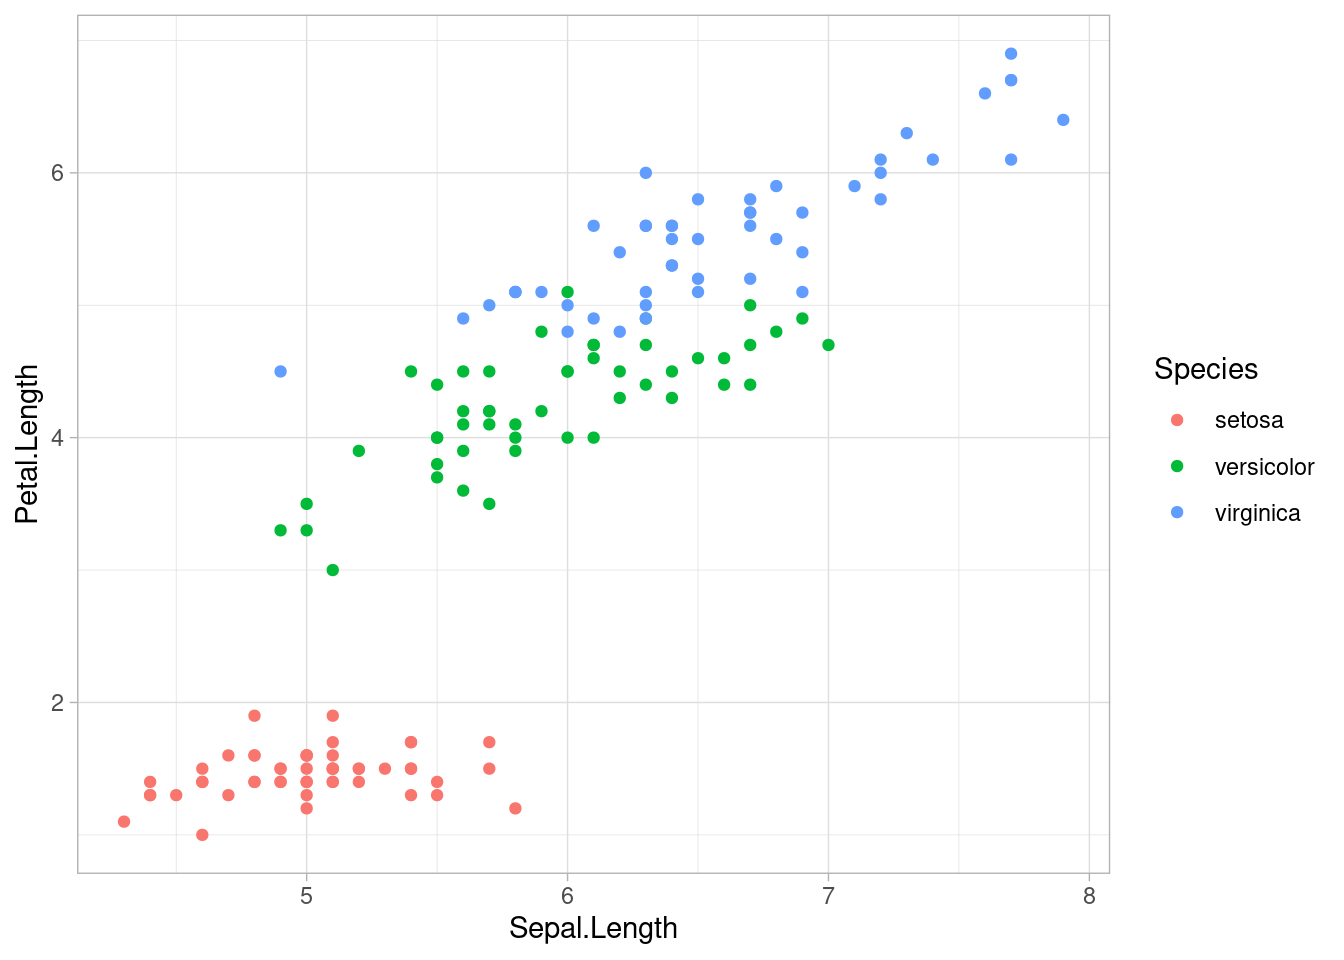 6
4
2
5 6 7 8
Sepal.Length
Petal.Length
Species
setosa
versicolor
virginica